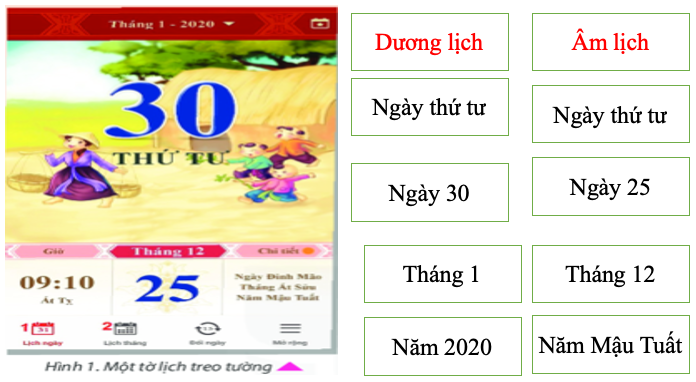 Tháng 1 - 2020
30
THỨ TƯ
Giờ
Tháng 12
Chi tiết
09:10
Ất Tỵ
25
Ngày Đinh Mão
Tháng Ất Sửu
Năm Mậu Tuất
1 31
Lịch ngày
2
Lịch tháng
Đổi ngày
Mở rộng
Hình 1. Một tờ lịch treo tường
Dương lịch
Ngày thứ tư
Ngày 30
Tháng 1
Năm 2020
Âm lịch
Ngày thứ tư
Ngày 25
Tháng 12
Năm Mậu Tuất